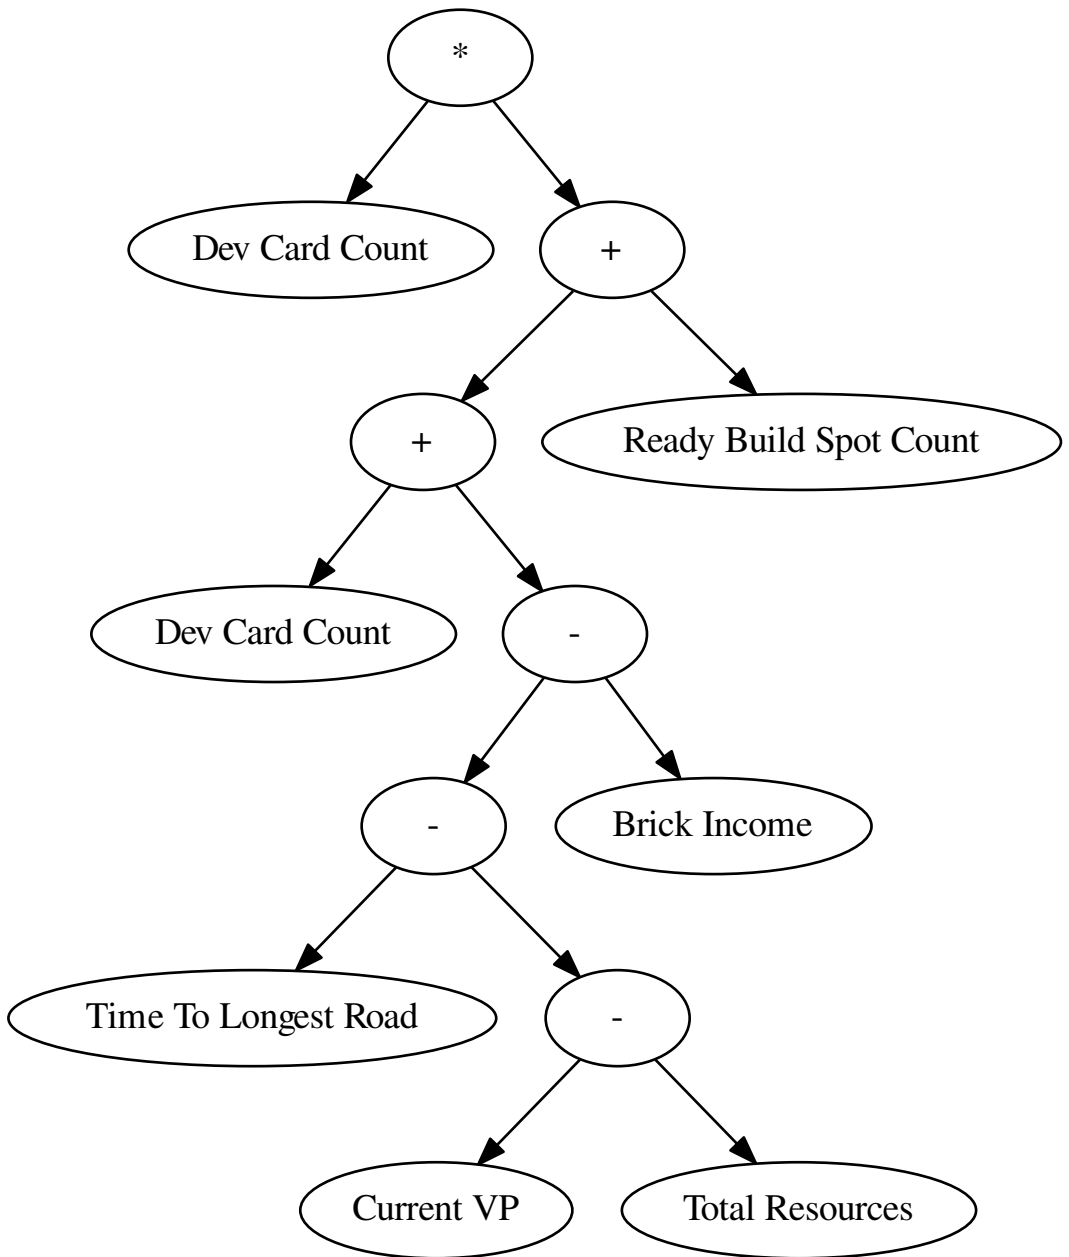 *
Dev Card Count
+
+
Ready Build Spot Count
Dev Card Count
-
-
Brick Income
Time To Longest Road
-
Current VP
Total Resources